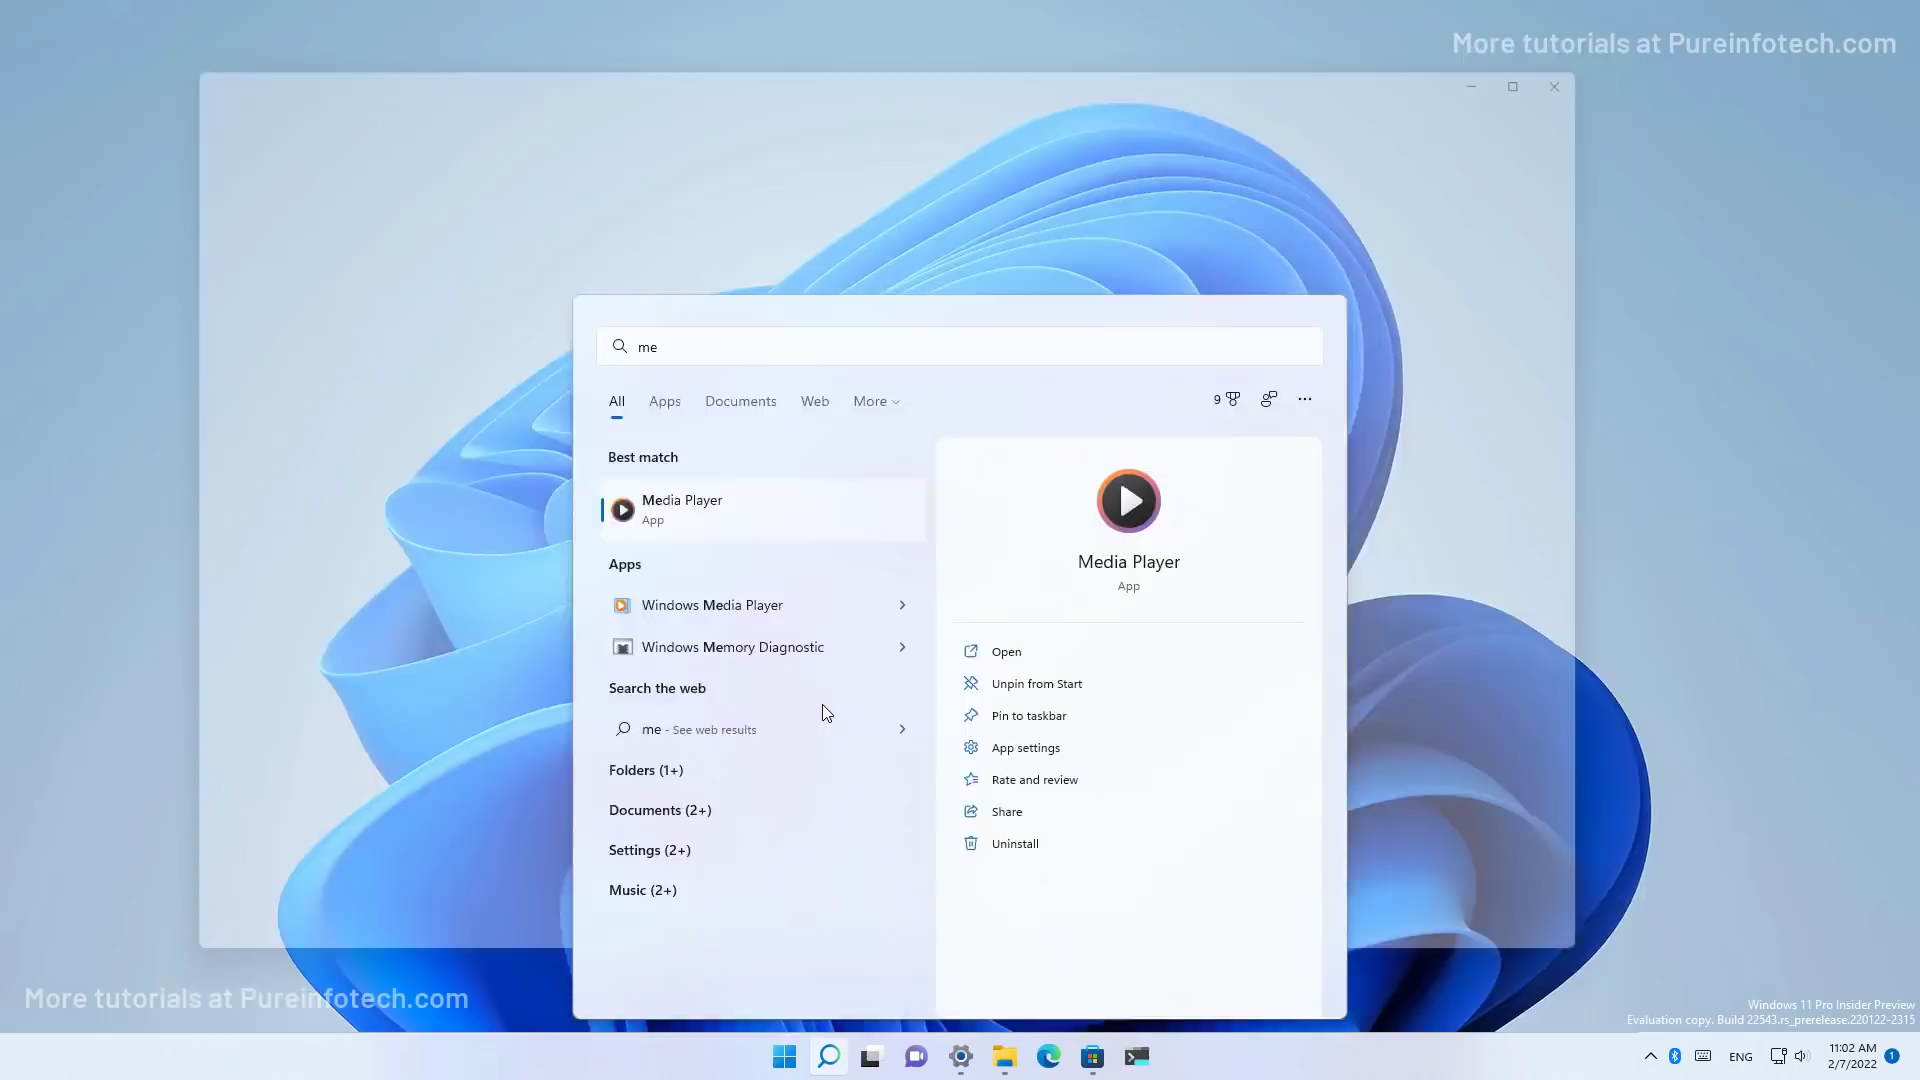 More tutorials at Pureinfotech.com
me
All Apps Documents Web More
9
Best match
Media Player
App
Apps
Windows Media Player
Windows Memory Diagnostic
Search the web
me - See web results
Folders (1+)
Documents (2+)
Settings (2+)
Music (2+)
Media Player
App
Open
Unpin from Start
Pin to taskbar
App settings
Rate and review
Share
Uninstall
More tutorials at Pureinfotech.com
Windows 11 Pro Insider Preview
Evaluation copy. Build 22543.rs_prerelease.220122-2315
ENG
11:02 AM
2/7/2022
1